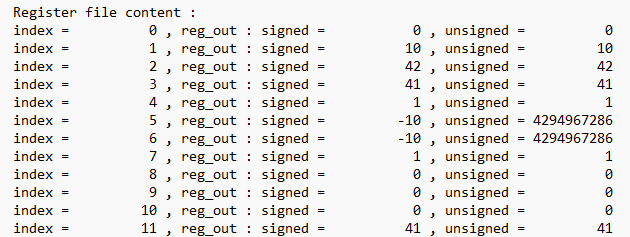 Register file content :
index =          0 , reg_out : signed =           0 , unsigned =          0
index =          1 , reg_out : signed =          10 , unsigned =         10
index =          2 , reg_out : signed =          42 , unsigned =         42
index =          3 , reg_out : signed =          41 , unsigned =         41
index =          4 , reg_out : signed =           1 , unsigned =          1
index =          5 , reg_out : signed =         -10 , unsigned = 4294967286
index =          6 , reg_out : signed =         -10 , unsigned = 4294967286
index =          7 , reg_out : signed =           1 , unsigned =          1
index =          8 , reg_out : signed =           0 , unsigned =          0
index =          9 , reg_out : signed =           0 , unsigned =          0
index =         10 , reg_out : signed =           0 , unsigned =          0
index =         11 , reg_out : signed =          41 , unsigned =         41